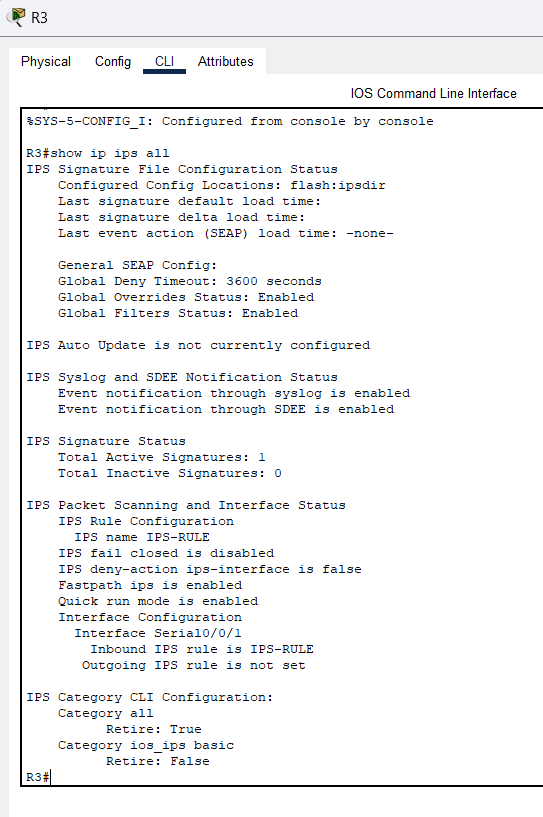 R3
Physical Config CLI Attributes
IOS Command Line Interface
%SYS-5-CONFIG_I: Configured from console by console
R3#show ip ips all
IPS Signature File Configuration Status
Configured Config Locations: flash:ipsdir
Last signature default load time:
Last signature delta load time:
Last event action (SEAP) load time: -none-
General SEAP Config:
Global Deny Timeout: 3600 seconds
Global Overrides Status: Enabled
Global Filters Status: Enabled
IPS Auto Update is not currently configured
IPS Syslog and SDEE Notification Status
Event notification through syslog is enabled
Event notification through SDEE is enabled
IPS Signature Status
Total Active Signatures: 1
Total Inactive Signatures: 0
IPS Packet Scanning and Interface Status
IPS Rule Configuration
IPS name IPS-RULE
IPS fail closed is disabled
IPS deny-action ips-interface is false
Fastpath ips is enabled
Quick run mode is enabled
Interface Configuration
Interface Serial0/0/1
Inbound IPS rule is IPS-RULE
Outgoing IPS rule is not set
IPS Category CLI Configuration:
Category all
Retire: True
Category ios_ips basic
Retire: False
R3#